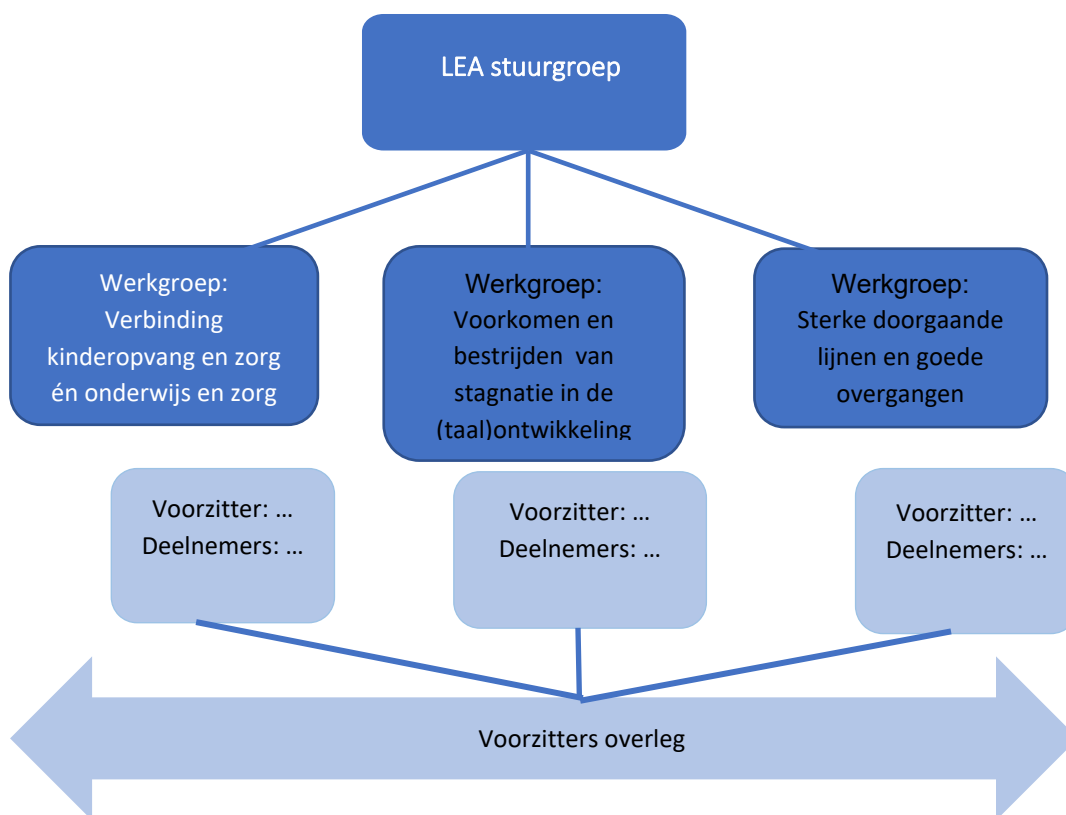 LEA stuurgroep
Werkgroep:
Verbinding
kinderopvang en zorg
én onderwijs en zorg
Werkgroep:
Voorkomen en
bestrijden  van
stagnatie in de
(taal)ontwikkeling
Werkgroep:
Sterke doorgaande
lijnen en goede
overgangen
Voorzitter: ...
Deelnemers: ...
Voorzitter: ...
Deelnemers: ...
Voorzitter: ...
Deelnemers: ...
Voorzitters overleg